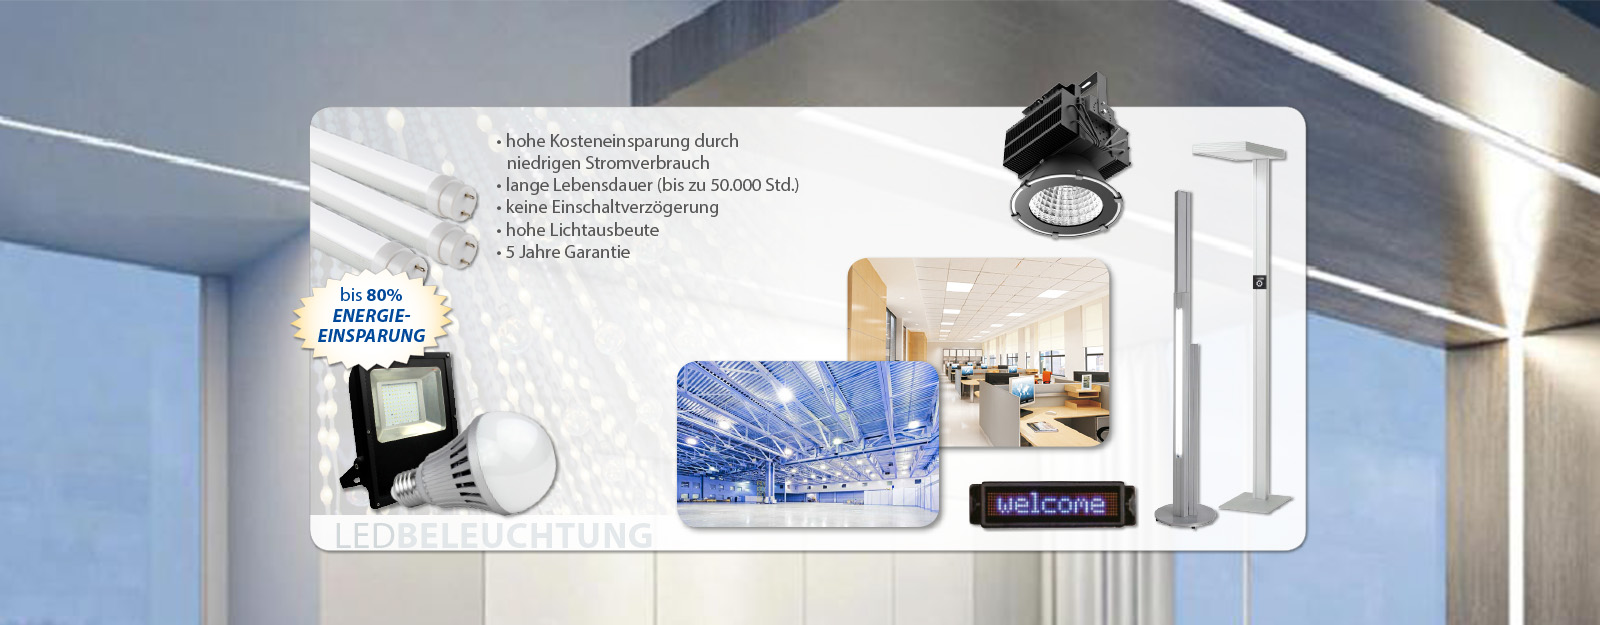 • hohe Kosteneinsparung durch
niedrigen Stromverbrauch
• lange Lebensdauer (bis zu 50.000 Std.)
• keine Einschaltverzögerung
• hohe Lichtausbeute
• 5 Jahre Garantie
bis 80%
ENERGIE-
EINSPARUNG
welcome
LEDBELEUCHTUNG